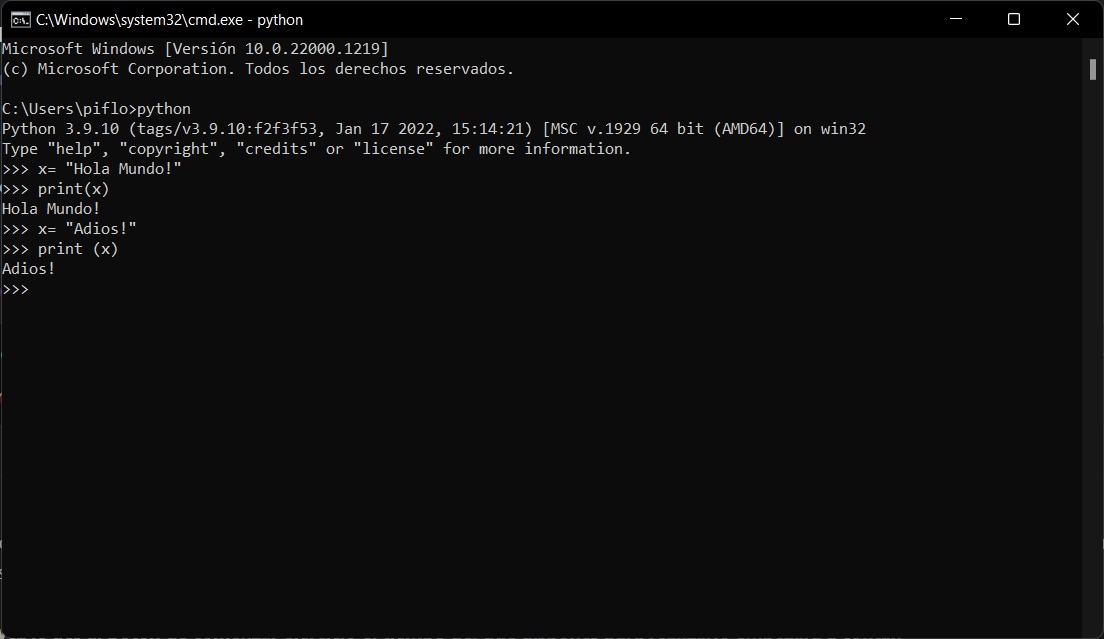 C:\Windows\system32\cmd.exe - python
Microsoft Windows [Versión 10.0.22000.1219]
(c) Microsoft Corporation. Todos los derechos reservados.
C:\Users\piflo>python
Python 3.9.10 (tags/v3.9.10:f2f3f53, Jan 17 2022, 15:14:21) [MSC v.1929 64 bit (AMD64)] on win32
Type "help", "copyright", "credits" or "license" for more information.
>>> x= "Hola Mundo!"
>>> print(x)
Hola Mundo!
>>> x= "Adios!"
>>> print (x)
Adios!
>>>